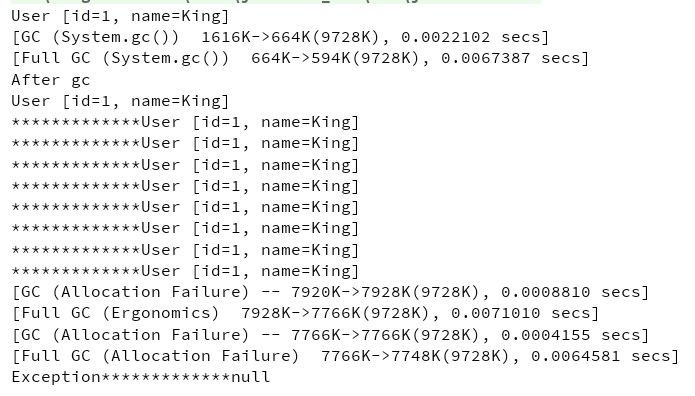 User [id=1, name=King]
[GC (System.gc())  1616K->664K(9728K), 0.0022102 secs]
[Full GC (System.gc())  664K->594K(9728K), 0.0067387 secs]
After gc
User [id=1, name=King]
*************User [id=1, name=King]
*************User [id=1, name=King]
*************User [id=1, name=King]
*************User [id=1, name=King]
*************User [id=1, name=King]
*************User [id=1, name=King]
*************User [id=1, name=King]
*************User [id=1, name=King]
[GC (Allocation Failure) -- 7920K->7928K(9728K), 0.0008810 secs]
[Full GC (Ergonomics)  7928K->7766K(9728K), 0.0071010 secs]
[GC (Allocation Failure) -- 7766K->7766K(9728K), 0.0004155 secs]
[Full GC (Allocation Failure)  7766K->7748K(9728K), 0.0064581 secs]
Exception*************null